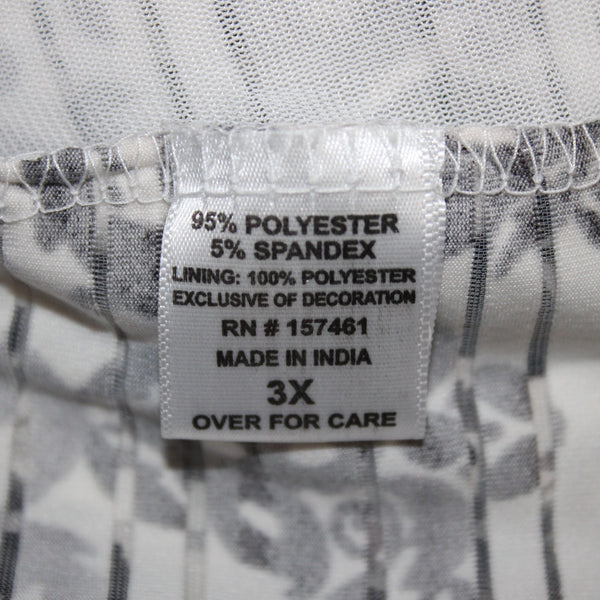 95% POLYESTER
5% SPANDEX
LINING: 100% POLYESTER
EXCLUSIVE OF DECORATION
RN # 157461
MADE IN INDIA
3X
OVER FOR CARE